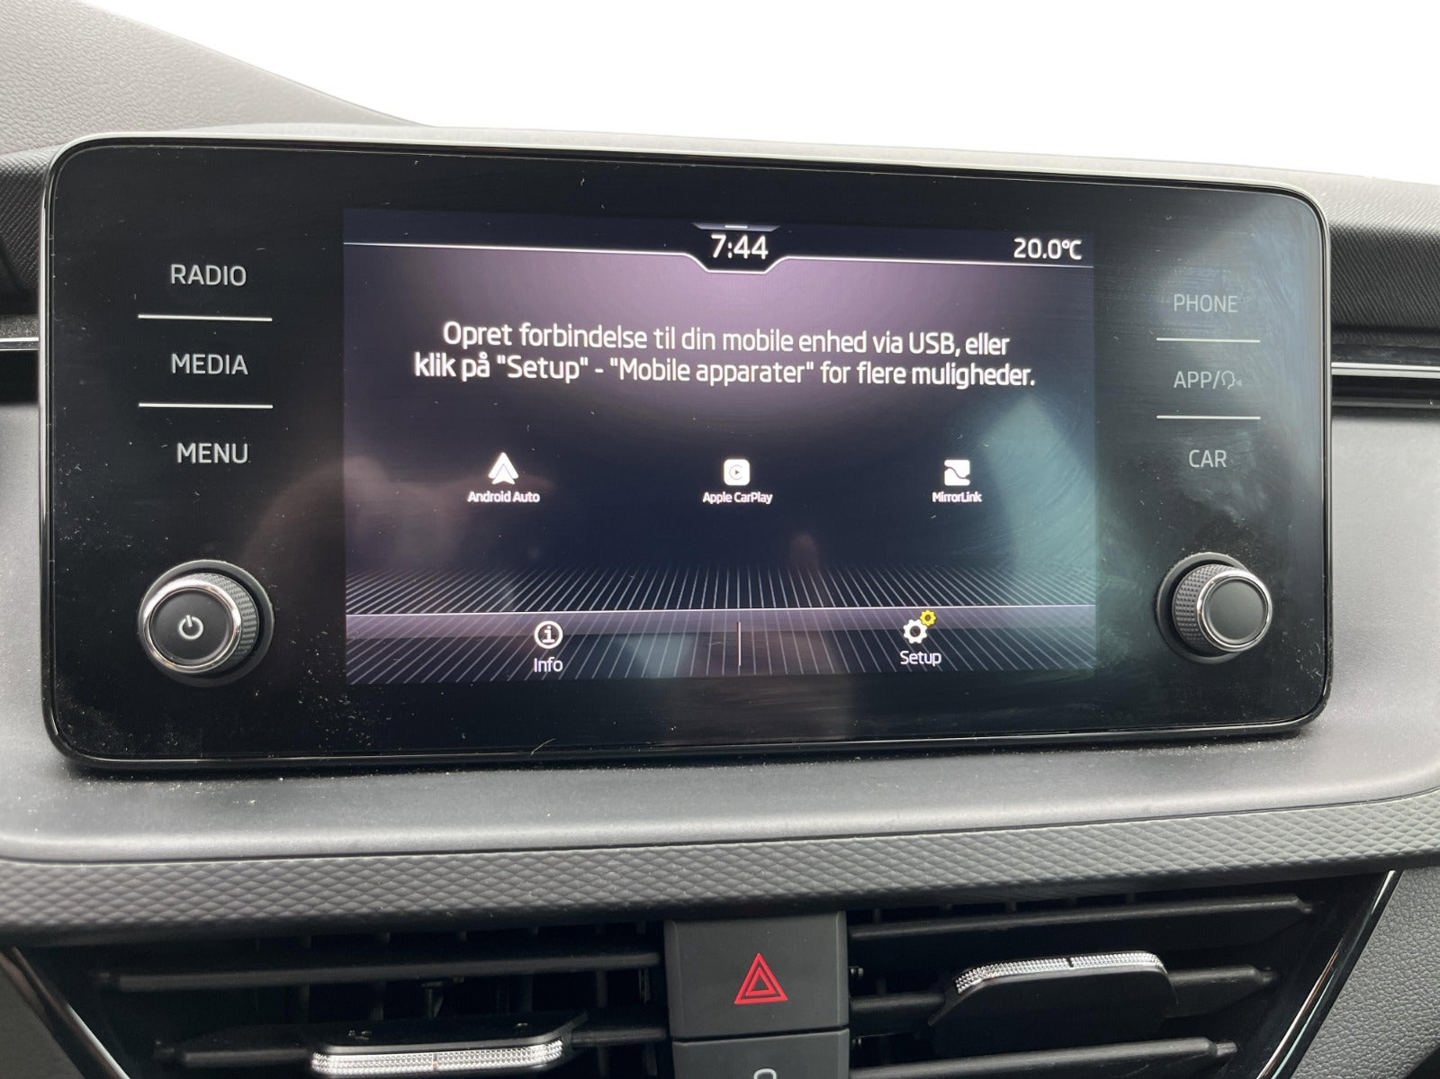 7:44
20.0°C
RADIO
MEDIA
MENU
Opret forbindelse til din mobile enhed via USB, eller
klik på "Setup" - "Mobile apparater" for flere muligheder.
Android Auto
Apple CarPlay
MirrorLink
Info
Setup
PHONE
APP/
CAR